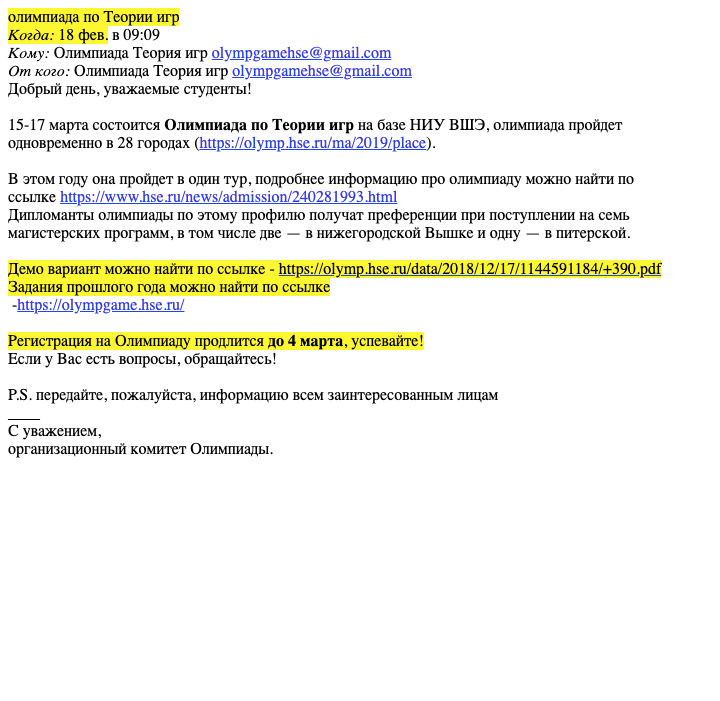 олимпиада по Теории игр
Когда: 18 фев. в 09:09
Кому: Олимпиада Теория игр olympgamehse@gmail.com
От кого: Олимпиада Теория игр olympgamehse@gmail.com
Добрый день, уважаемые студенты!
15-17 марта состоится Олимпиада по Теории игр на базе НИУ ВШЭ, олимпиада пройдет
одновременно в 28 городах (https://olymp.hse.ru/ma/2019/place).
В этом году она пройдет в один тур, подробнее информацию про олимпиаду можно найти по
ссылке https://www.hse.ru/news/admission/240281993.html
Дипломанты олимпиады по этому профилю получат преференции при поступлении на семь
магистерских программ, в том числе две — в нижегородской Вышке и одну — в питерской.
Демо вариант можно найти по ссылке - https://olymp.hse.ru/data/2018/12/17/1144591184/+390.pdf
Задания прошлого года можно найти по ссылке
-https://olympgame.hse.ru/
Регистрация на Олимпиаду продлится до 4 марта, успевайте!
Если у Вас есть вопросы, обращайтесь!
P.S. передайте, пожалуйста, информацию всем заинтересованным лицам
____
С уважением,
организационный комитет Олимпиады.